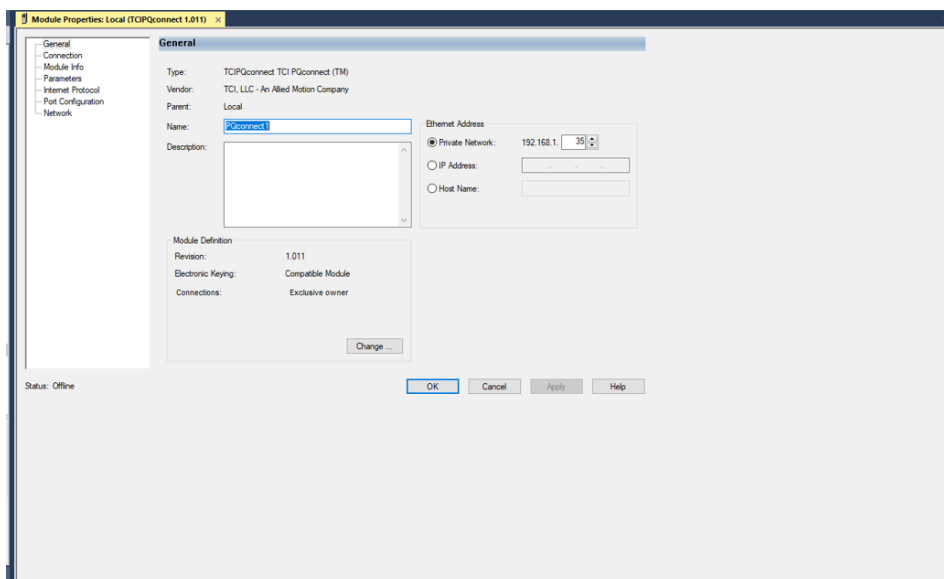 Module Properties: Local (TCIPQconnect 1.011) ×
General
Connection
Module Info
Parameters
Internet Protocol
Port Configuration
Network
General
Type: TCIPQconnect TCI PQconnect (TM)
Vendor: TCI, LLC - An Allied Motion Company
Parent: Local
Name: PQconnect1
Description:
Ethernet Address
Private Network: 192.168.1. 35
IP Address: . . .
Host Name:
Module Definition
Revision: 1.011
Electronic Keying: Compatible Module
Connections: Exclusive owner
Change ...
Status: Offline
OK Cancel Apply Help